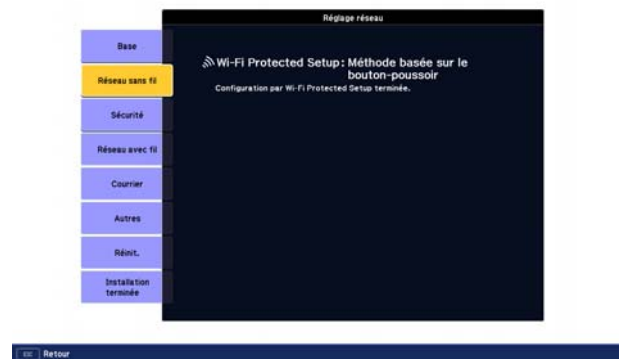 Réglage réseau
Base
Réseau sans fil
Sécurité
Réseau avec fil
Courrier
Autres
Réinit.
Installation
terminée
Wi-Fi Protected Setup: Méthode basée sur le
bouton-poussoir
Configuration par Wi-Fi Protected Setup terminée.
Esc Retour